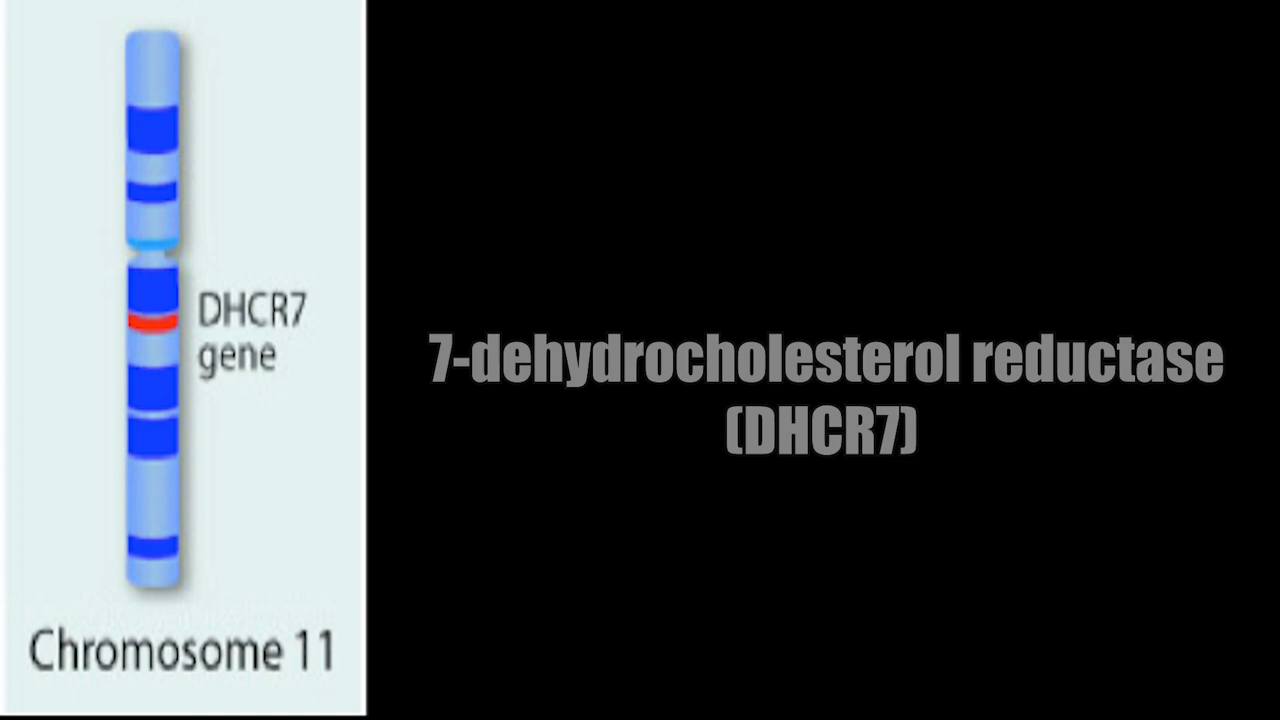 DHCR7
gene
Chromosome 11
7-dehydrocholesterol reductase
(DHCR7)